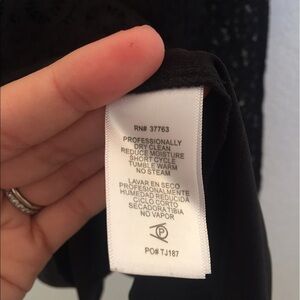 RN# 37763
PROFESSIONALLY
DRY CLEAN
REDUCE MOISTURE
SHORT CYCLE
TUMBLE WARM
NO STEAM
LAVAR EN SECO
PROFESIONALMENTE
HUMEDAD REDUCIDA
CICLO CORTO
SECADORA TIBIA
NO VAPOR
P
PO# TJ187